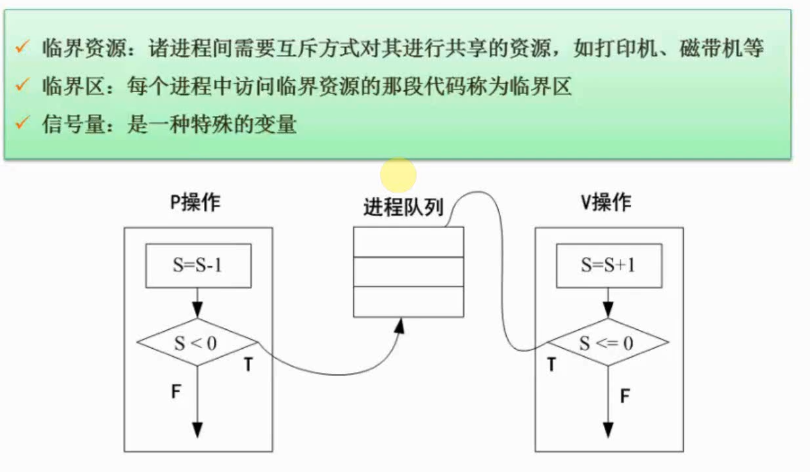 临界资源：诸进程间需要互斥方式对其进行共享的资源，如打印机、磁带机等
临界区：每个进程中访问临界资源的那段代码称为临界区
信号量：是一种特殊的变量
P操作
进程队列
V操作
S=S-1
S=S+1
S < 0
S <= 0
T
T
F
F